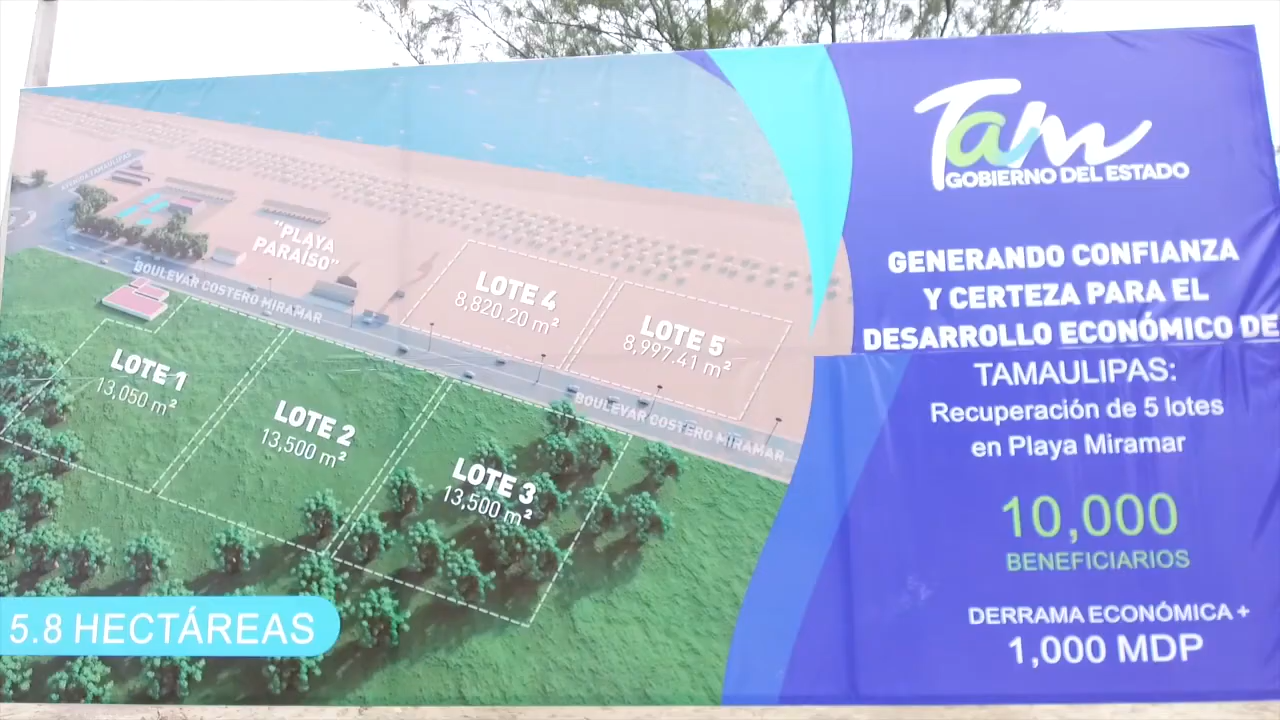 Tam
GOBIERNO DEL ESTADO
GENERANDO CONFIANZA
Y CERTEZA PARA EL
DESARROLLO ECONÓMICO DE
TAMAULIPAS:
Recuperación de 5 lotes
en Playa Miramar
10,000
BENEFICIARIOS
DERRAMA ECONÓMICA +
1,000 MDP
TAMAULIPAS
"PLAYA
PARAÍSO"
BOULEVAR COSTERO MIRAMAR
LOTE 4
8,820.20 m²
LOTE 5
8,997.41 m²
LOTE 1
13,050 m²
LOTE 2
13,500 m²
LOTE 3
13,500 m²
BOULEVAR COSTERO MIRAMAR
5.8 HECTÁREAS